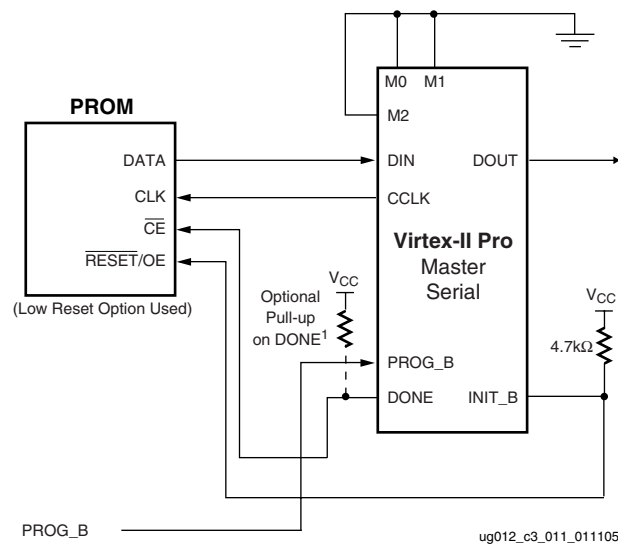 M0 M1
M2
PROM
DATA
CLK
CE
RESET/OE
(Low Reset Option Used)
DIN
DOUT
CCLK
Virtex-II Pro
Master
Serial
Optional
Pull-up
on DONE1
VCC
VCC
4.7kΩ
PROG_B
DONE
INIT_B
PROG_B
ug012_c3_011_011105